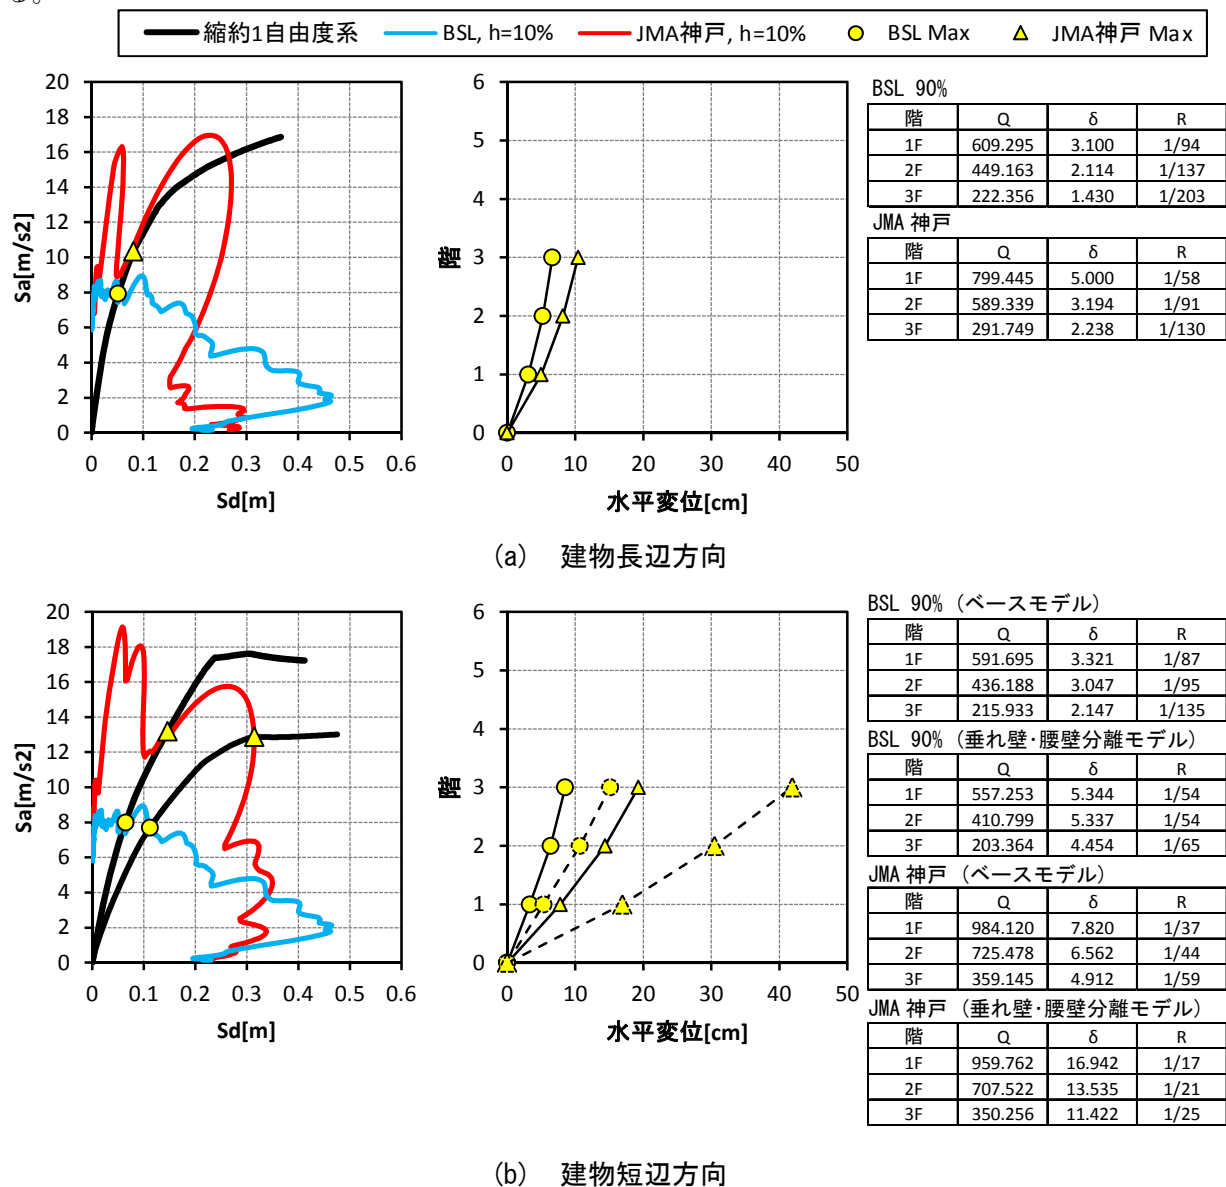 る。
縮約1自由度系 BSL, h=10% JMA神戸, h=10% BSL Max JMA神戸 Max
20
18
16
14
12
10
8
6
4
2
0
Sa[m/s2]
0 0.1 0.2 0.3 0.4 0.5 0.6
Sd[m]
6
5
4
3
2
1
0
階
0 10 20 30 40 50
水平変位[cm]
BSL 90%
階 Q δ R
1F 609.295 3.100 1/94
2F 449.163 2.114 1/137
3F 222.356 1.430 1/203
JMA 神戸
階 Q δ R
1F 799.445 5.000 1/58
2F 589.339 3.194 1/91
3F 291.749 2.238 1/130
(a) 建物長辺方向
20
18
16
14
12
10
8
6
4
2
0
Sa[m/s2]
0 0.1 0.2 0.3 0.4 0.5 0.6
Sd[m]
6
5
4
3
2
1
0
階
0 10 20 30 40 50
水平変位[cm]
BSL 90% (ベースモデル)
階 Q δ R
1F 591.695 3.321 1/87
2F 436.188 3.047 1/95
3F 215.933 2.147 1/135
BSL 90% (垂れ壁・腰壁分離モデル)
階 Q δ R
1F 557.253 5.344 1/54
2F 410.799 5.337 1/54
3F 203.364 4.454 1/65
JMA 神戸 (ベースモデル)
階 Q δ R
1F 984.120 7.820 1/37
2F 725.478 6.562 1/44
3F 359.145 4.912 1/59
JMA 神戸 (垂れ壁・腰壁分離モデル)
階 Q δ R
1F 959.762 16.942 1/17
2F 707.522 13.535 1/21
3F 350.256 11.422 1/25
(b) 建物短辺方向